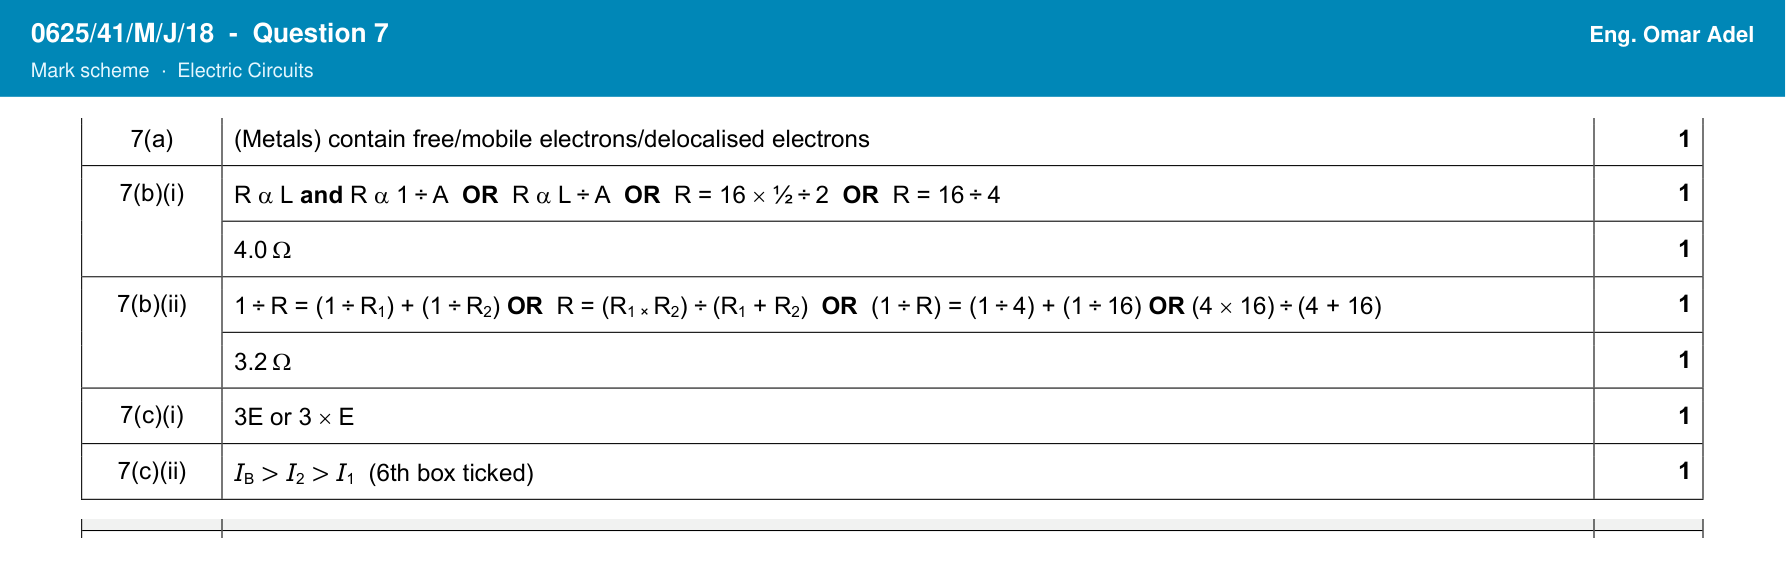 0625/41/M/J/18 - Question 7
Eng. Omar Adel
Mark scheme · Electric Circuits
7(a) (Metals) contain free/mobile electrons/delocalised electrons 1
7(b)(i) R α L and R α 1 ÷ A OR R α L ÷ A OR R = 16 × ½ ÷ 2 OR R = 16 ÷ 4 1
4.0 Ω 1
7(b)(ii) 1 ÷ R = (1 ÷ R₁) + (1 ÷ R₂) OR R = (R₁ × R₂) ÷ (R₁ + R₂) OR (1 ÷ R) = (1 ÷ 4) + (1 ÷ 16) OR (4 × 16) ÷ (4 + 16) 1
3.2 Ω 1
7(c)(i) 3E or 3 × E 1
7(c)(ii) I_B > I₂ > I₁ (6th box ticked) 1